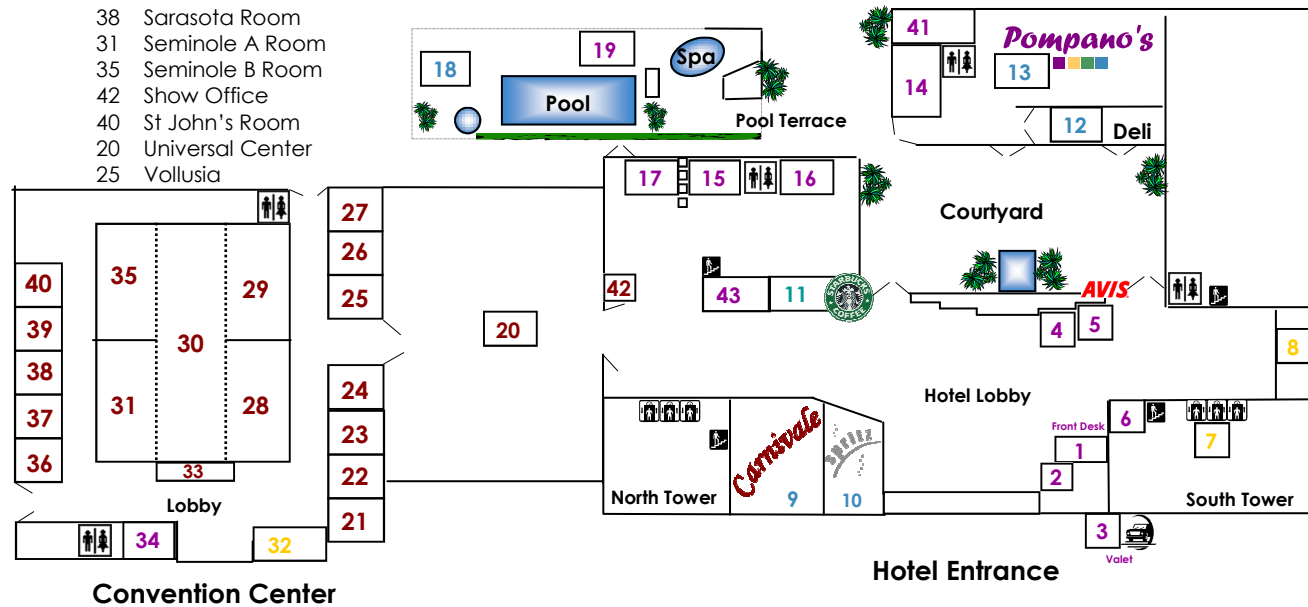 38 Sarasota Room
31 Seminole A Room
35 Seminole B Room
42 Show Office
40 St John's Room
20 Universal Center
25 Vollusia
18
19
Spa
Pool
Pool Terrace
41
Pompano's
14
13
12
Deli
17
15
16
Courtyard
27
26
25
40
39
38
37
36
35
29
30
31
28
33
Lobby
34
32
24
23
22
21
20
42
43
11
STARBUCKS
COFFEE
AVIS
4
5
8
Hotel Lobby
6
7
Front Desk
1
2
3
Valet
North Tower
Carnivale
9
spritz
10
South Tower
Hotel Entrance
Convention Center